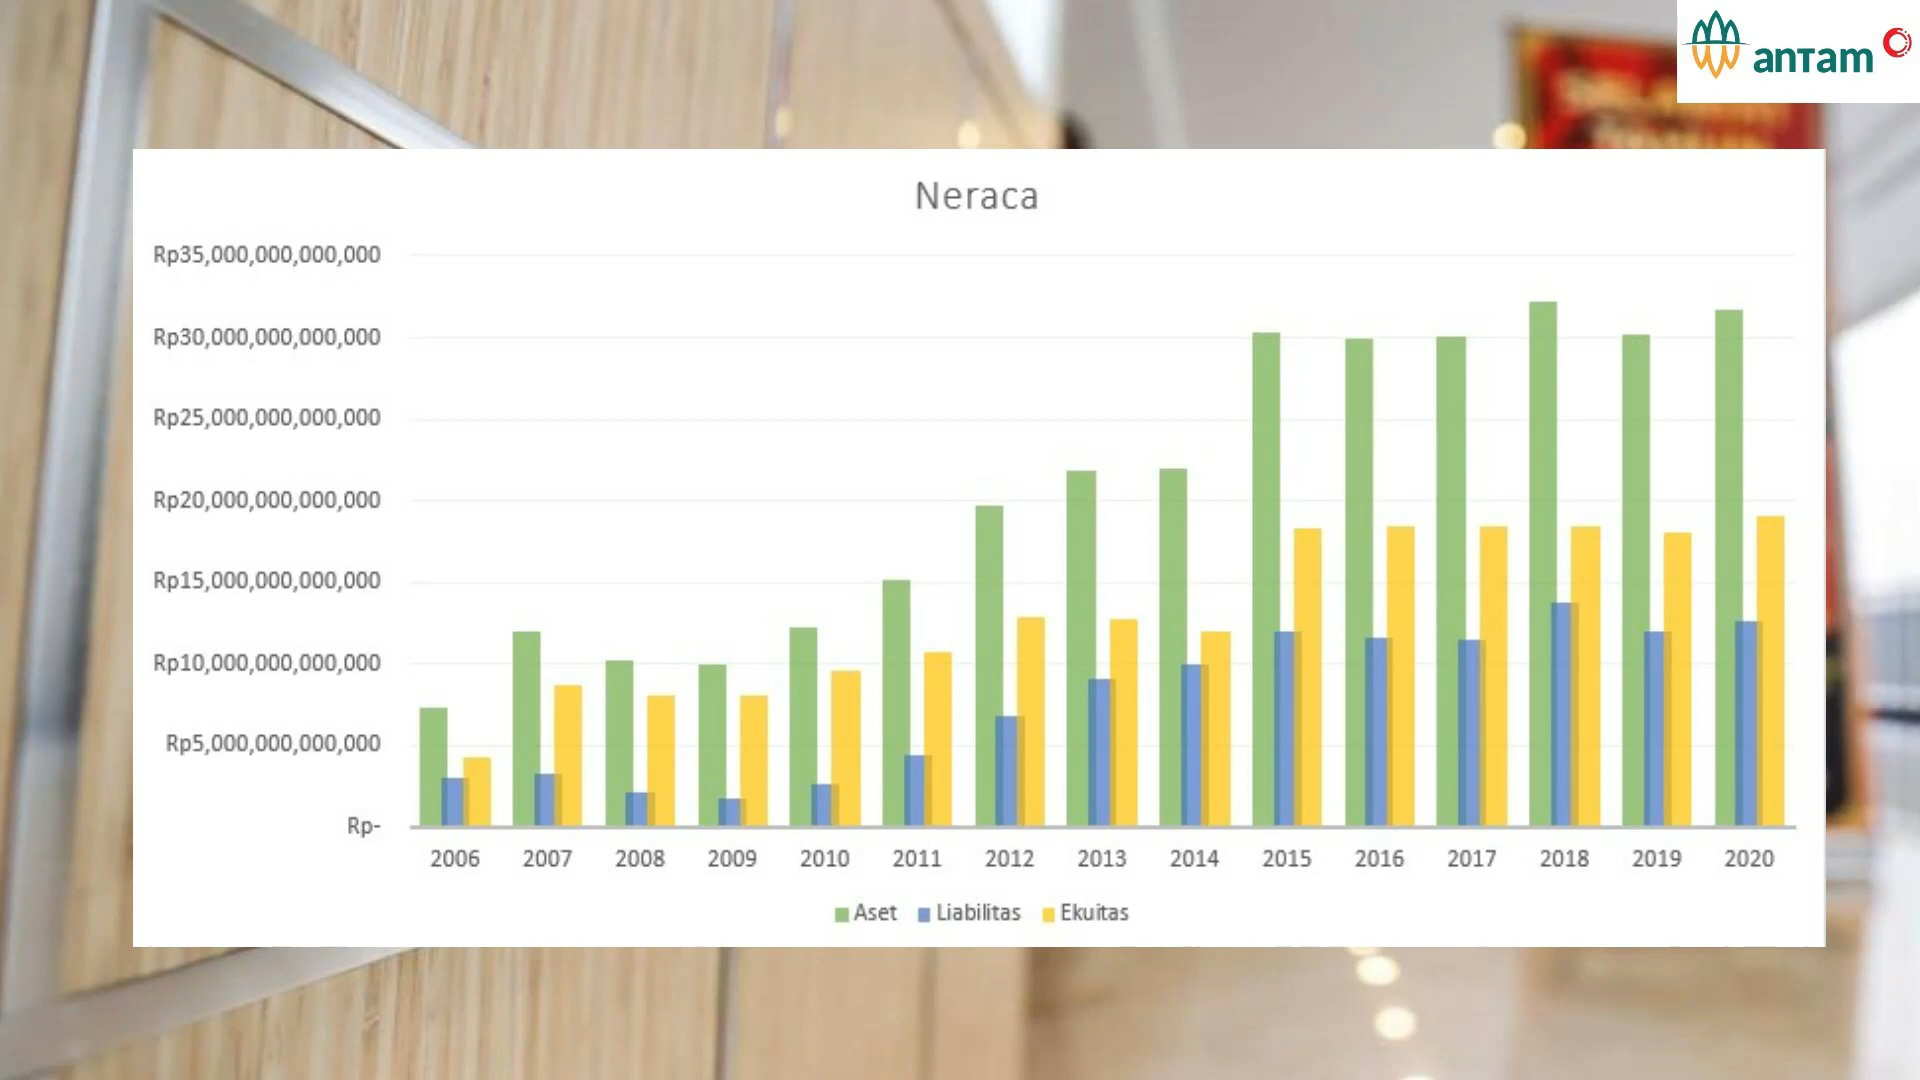 anTam
Neraca
Rp35,000,000,000,000
Rp30,000,000,000,000
Rp25,000,000,000,000
Rp20,000,000,000,000
Rp15,000,000,000,000
Rp10,000,000,000,000
Rp5,000,000,000,000
Rp-
2006 2007 2008 2009 2010 2011 2012 2013 2014 2015 2016 2017 2018 2019 2020
Aset Liabilitas Ekuitas